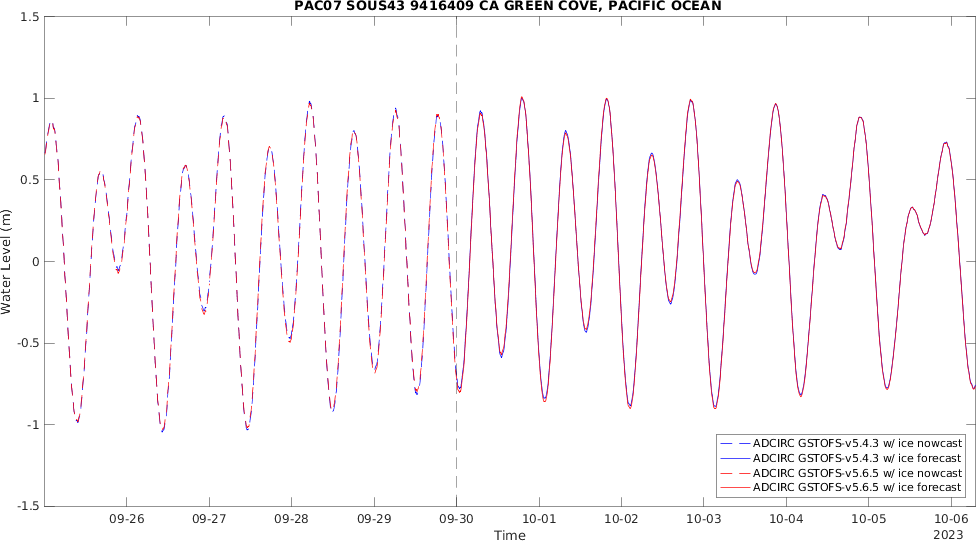 PAC07 SOUS43 9416409 CA GREEN COVE, PACIFIC OCEAN
1.5
1
0.5
0
-0.5
-1
-1.5
Water Level (m)
ADCIRC GSTOFS-v5.4.3 w/ ice nowcast
ADCIRC GSTOFS-v5.4.3 w/ ice forecast
ADCIRC GSTOFS-v5.6.5 w/ ice nowcast
ADCIRC GSTOFS-v5.6.5 w/ ice forecast
09-26 09-27 09-28 09-29 09-30 10-01 10-02 10-03 10-04 10-05 10-06
2023
Time